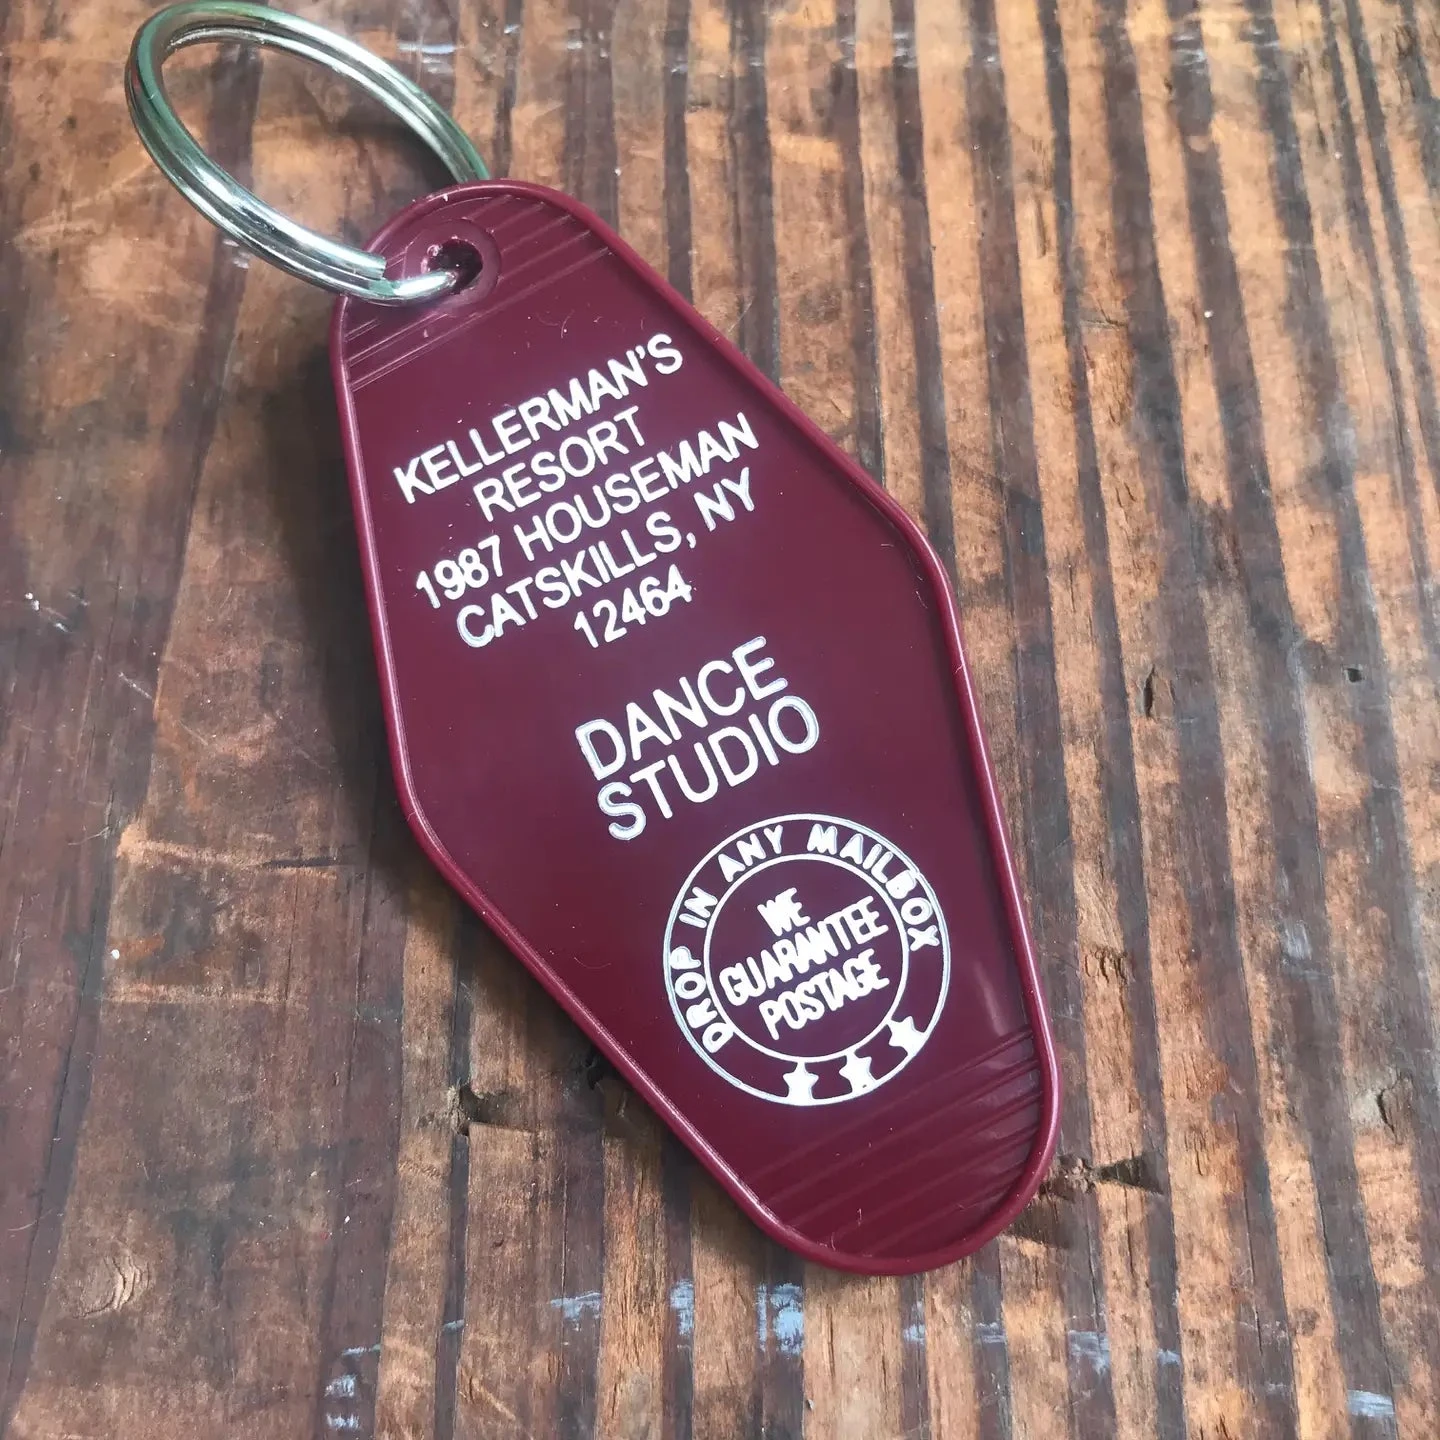 KELLERMAN'S
RESORT
1987 HOUSEMAN
CATSKILLS, NY
12464
DANCE
STUDIO
DROP IN ANY MAILBOX
WE
GUARANTEE
POSTAGE